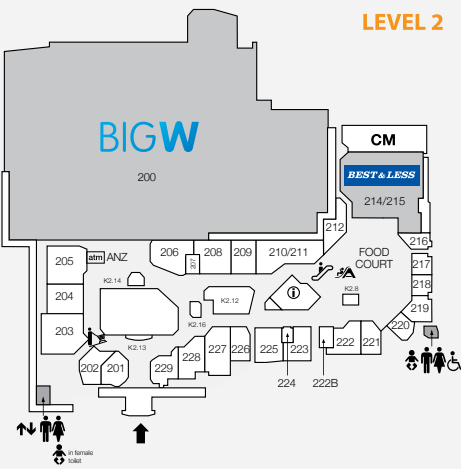 LEVEL 2
BIGW
200
CM
BEST & LESS
214/215
212
216
FOOD
COURT
217
218
219
220
205
atm ANZ
206
207
208
209
210/211
K2.14
K2.8
204
K2.12
K2.16
203
K2.13
202
201
229
228
227
226
225
223
222
221
224
222B
in female
toilet